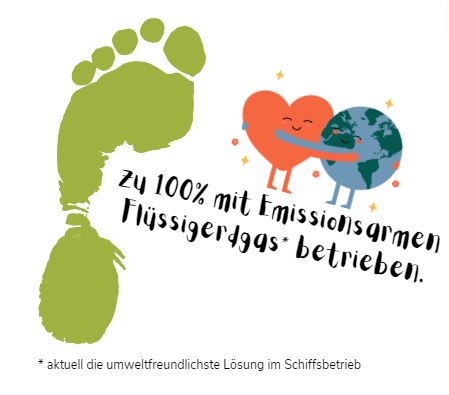 Zu 100% mit Emissionsarmen
Flüssigerdgas* betrieben.
* aktuell die umweltfreundlichste Lösung im Schiffsbetrieb